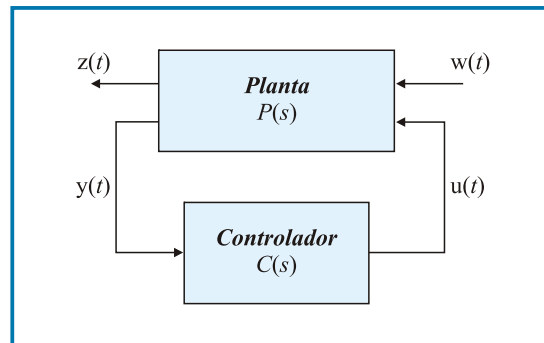 z(t)
w(t)
Planta
P(s)
y(t)
u(t)
Controlador
C(s)